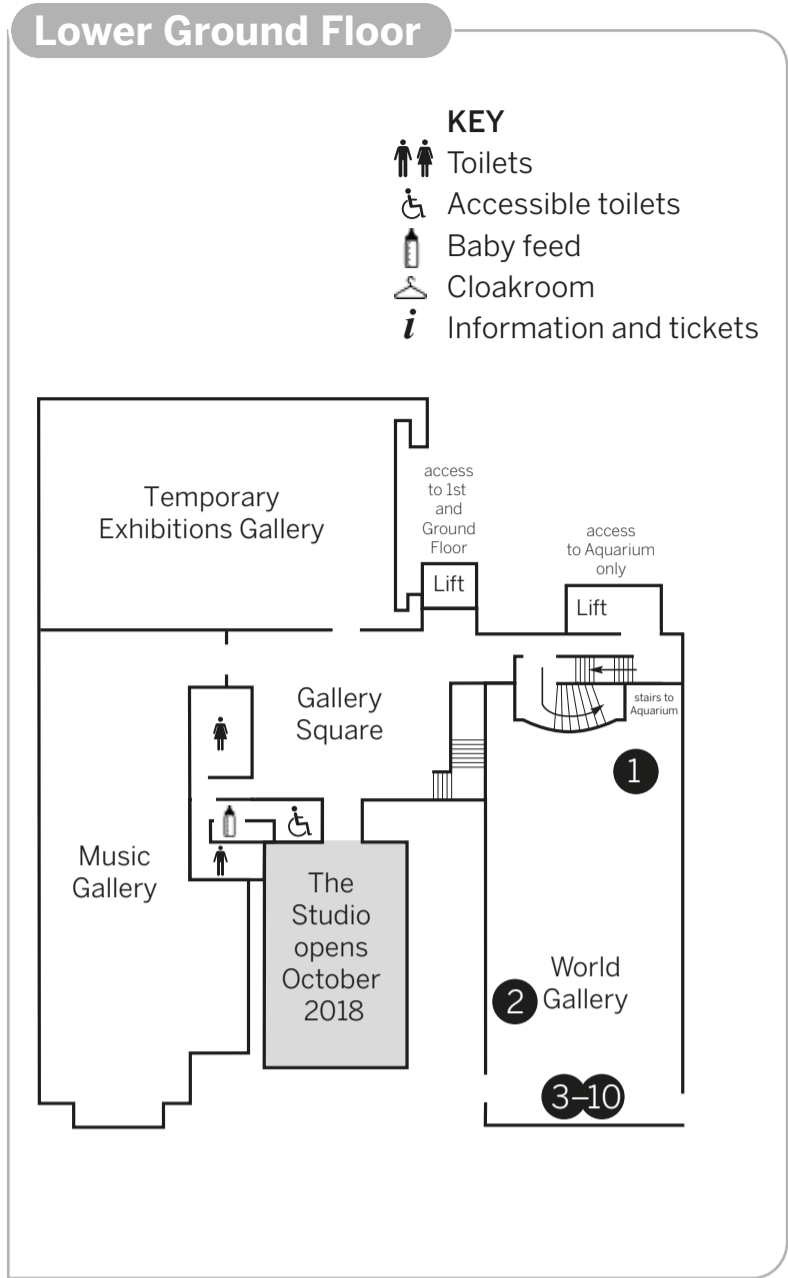 Lower Ground Floor
KEY
Toilets
Accessible toilets
Baby feed
Cloakroom
i Information and tickets
Temporary
Exhibitions Gallery
access
to 1st
and
Ground
Floor
Lift
access
to Aquarium
only
Lift
stairs to
Aquarium
Gallery
Square
1
Music
Gallery
The
Studio
opens
October
2018
World
Gallery
2
3–10